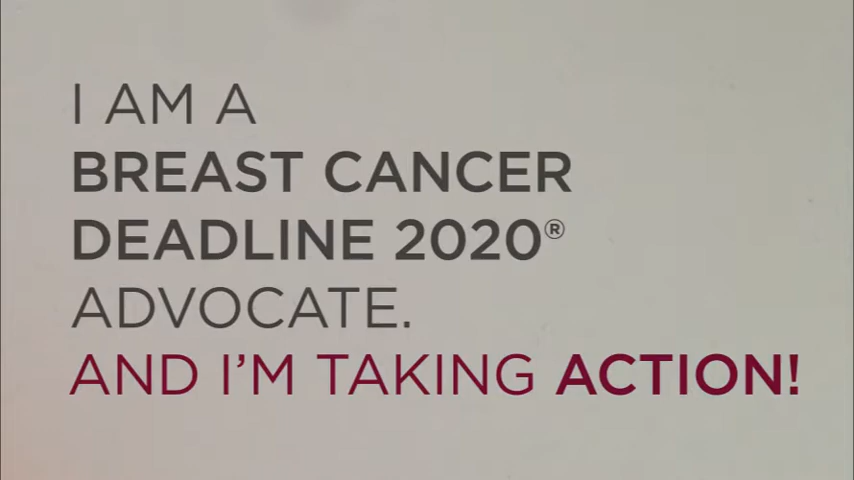 I AM A
BREAST CANCER
DEADLINE 2020®
ADVOCATE.
AND I'M TAKING ACTION!